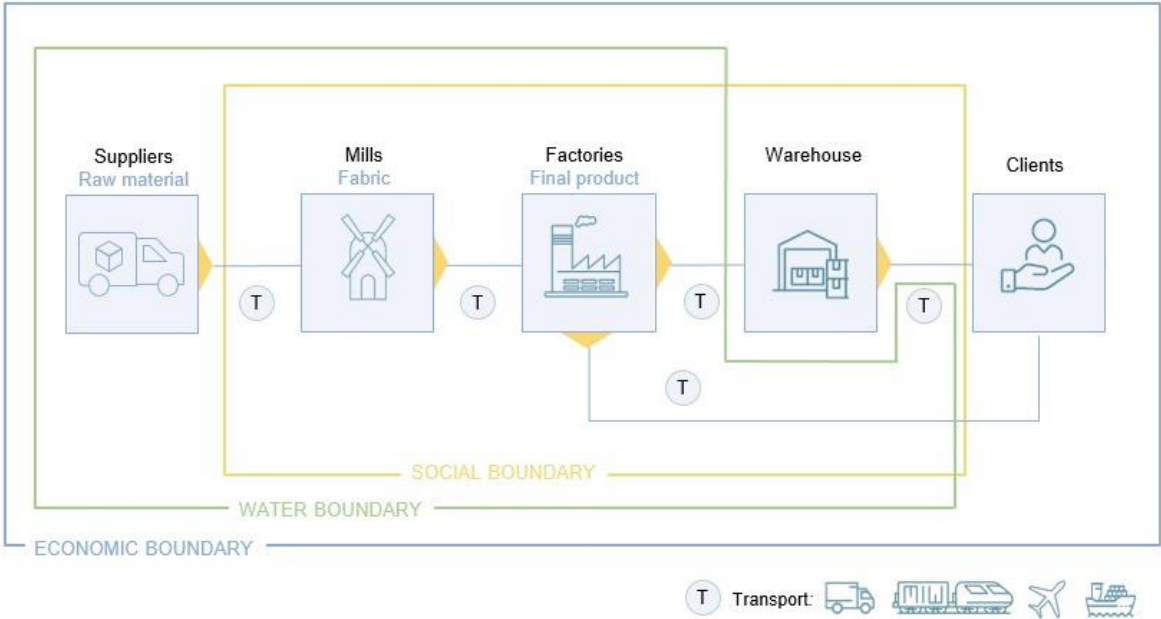 Suppliers
Raw material
Mills
Fabric
Factories
Final product
Warehouse
Clients
T
T
T
T
T
SOCIAL BOUNDARY
WATER BOUNDARY
ECONOMIC BOUNDARY
T Transport: